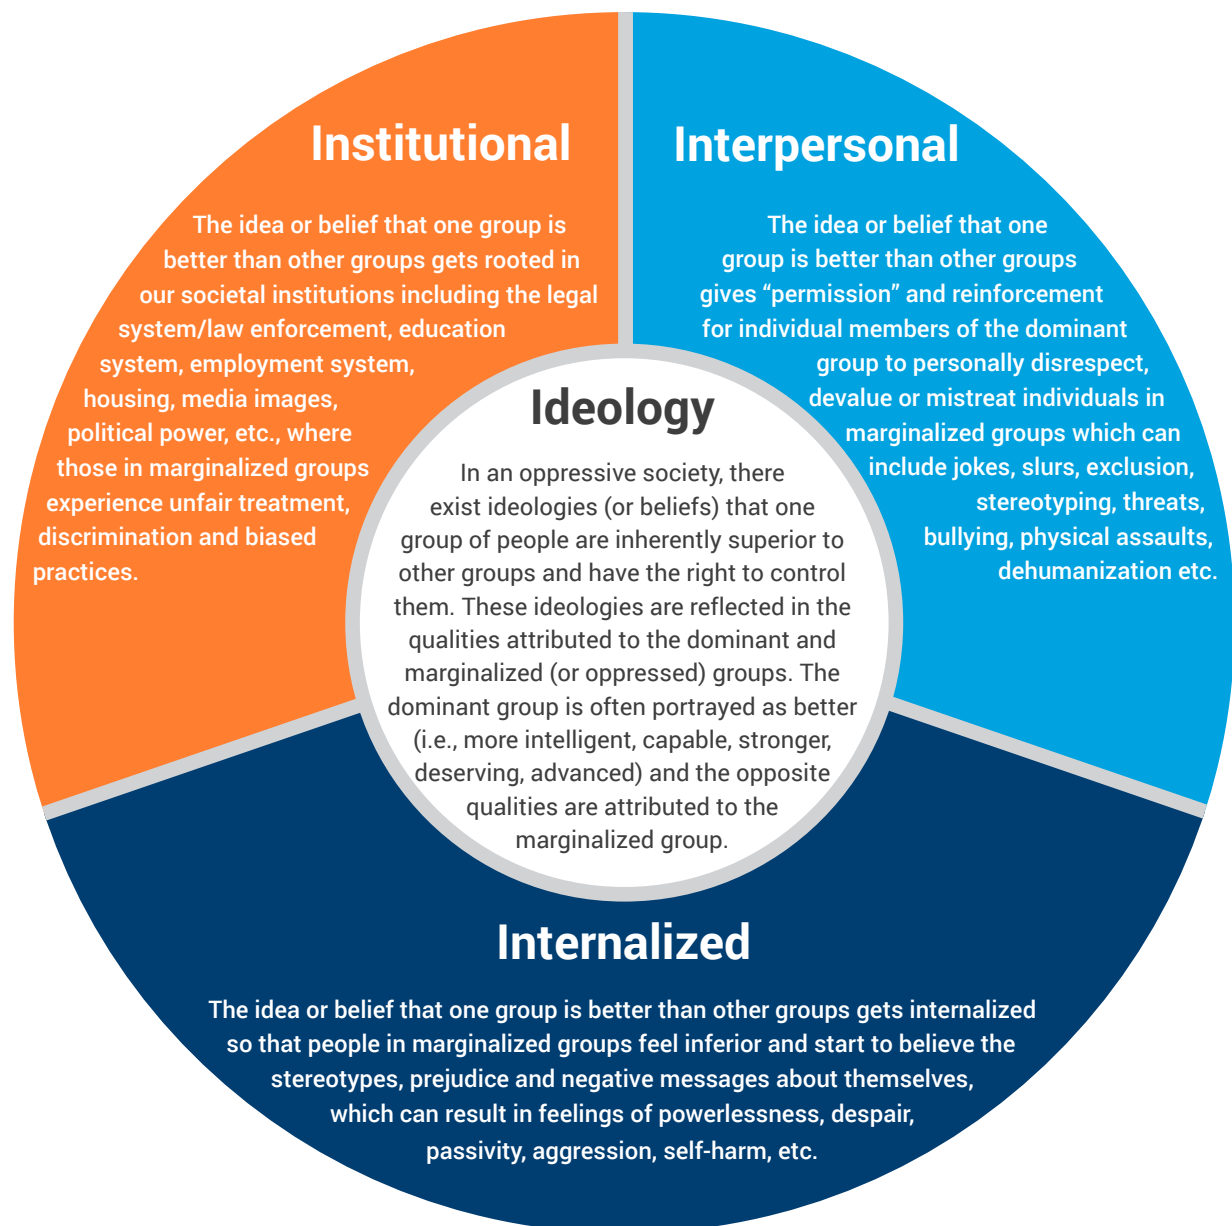 Institutional
The idea or belief that one group is
better than other groups gets rooted in
our societal institutions including the legal
system/law enforcement, education
system, employment system,
housing, media images,
political power, etc., where
those in marginalized groups
experience unfair treatment,
discrimination and biased
practices.
Interpersonal
The idea or belief that one
group is better than other groups
gives “permission” and reinforcement
for individual members of the dominant
group to personally disrespect,
devalue or mistreat individuals in
marginalized groups which can
include jokes, slurs, exclusion,
stereotyping, threats,
bullying, physical assaults,
dehumanization etc.
Ideology
In an oppressive society, there
exist ideologies (or beliefs) that one
group of people are inherently superior to
other groups and have the right to control
them. These ideologies are reflected in the
qualities attributed to the dominant and
marginalized (or oppressed) groups. The
dominant group is often portrayed as better
(i.e., more intelligent, capable, stronger,
deserving, advanced) and the opposite
qualities are attributed to the
marginalized group.
Internalized
The idea or belief that one group is better than other groups gets internalized
so that people in marginalized groups feel inferior and start to believe the
stereotypes, prejudice and negative messages about themselves,
which can result in feelings of powerlessness, despair,
passivity, aggression, self-harm, etc.